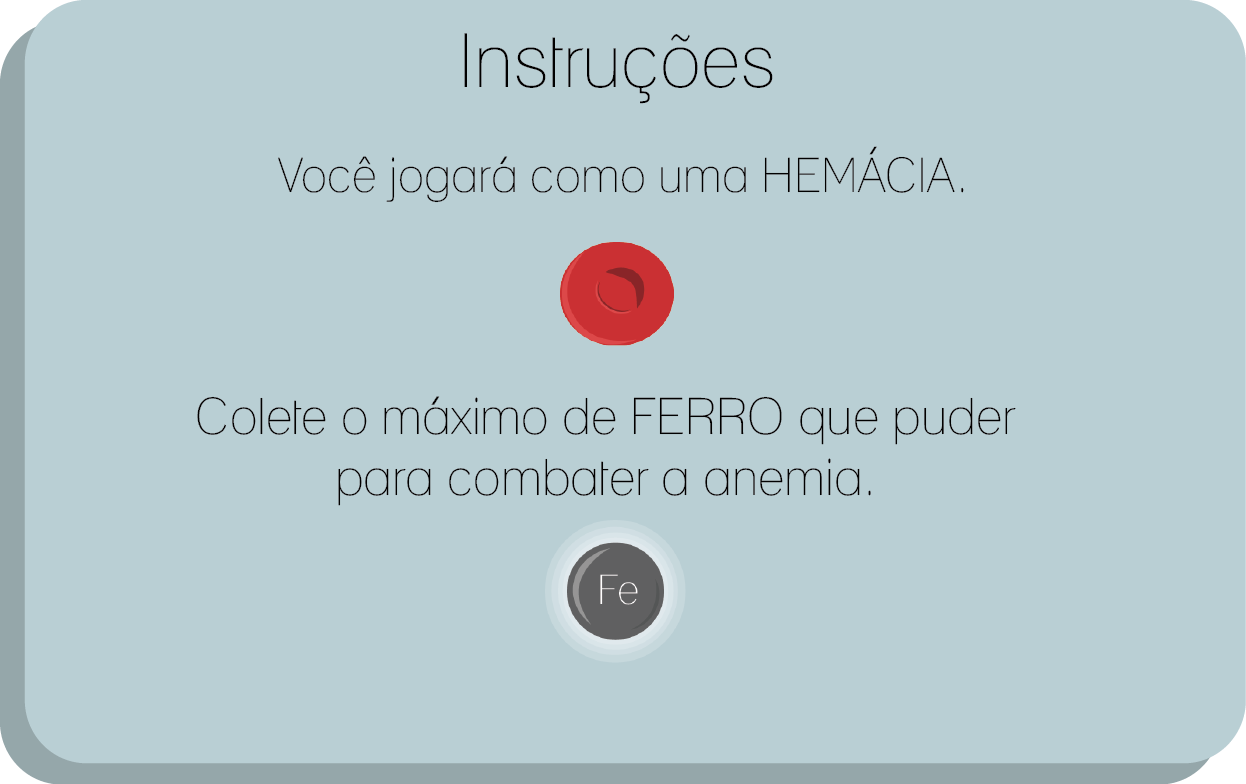 Instruções
Você jogará como uma HEMÁCIA.
Colete o máximo de FERRO que puder
para combater a anemia.
Fe